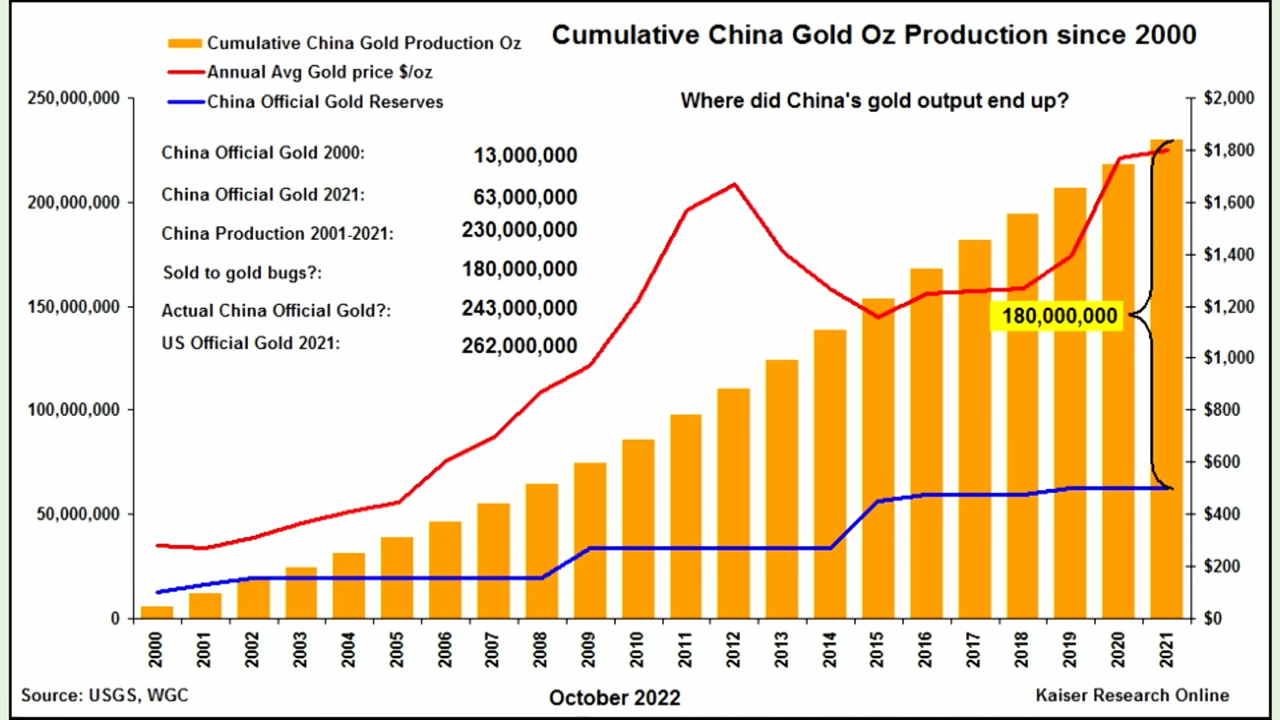 Cumulative China Gold Oz Production since 2000
Cumulative China Gold Production Oz
Annual Avg Gold price $/oz
China Official Gold Reserves
Where did China's gold output end up?
China Official Gold 2000: 13,000,000
China Official Gold 2021: 63,000,000
China Production 2001-2021: 230,000,000
Sold to gold bugs?: 180,000,000
Actual China Official Gold?: 243,000,000
US Official Gold 2021: 262,000,000
250,000,000
200,000,000
150,000,000
100,000,000
50,000,000
0
$2,000
$1,800
$1,600
$1,400
$1,200
$1,000
$800
$600
$400
$200
$0
180,000,000
2000 2001 2002 2003 2004 2005 2006 2007 2008 2009 2010 2011 2012 2013 2014 2015 2016 2017 2018 2019 2020 2021
Source: USGS, WGC
October 2022
Kaiser Research Online